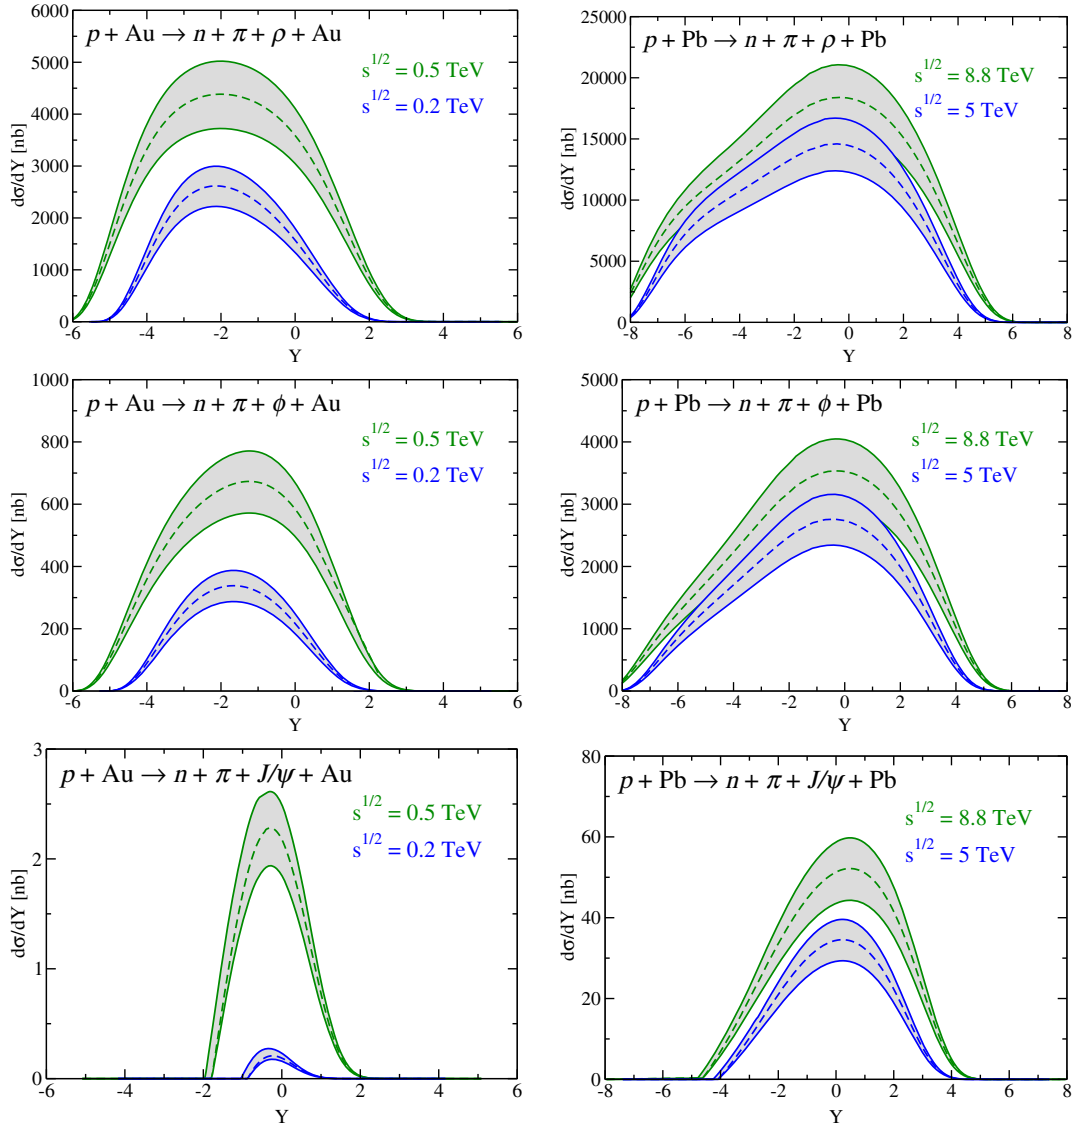 p + Au → n + π + ρ + Au
s^1/2 = 0.5 TeV
s^1/2 = 0.2 TeV
dσ/dY [nb]
6000
5000
4000
3000
2000
1000
0
-6 -4 -2 0 2 4 6
Y
p + Pb → n + π + ρ + Pb
s^1/2 = 8.8 TeV
s^1/2 = 5 TeV
dσ/dY [nb]
25000
20000
15000
10000
5000
0
-8 -6 -4 -2 0 2 4 6 8
Y
p + Au → n + π + ϕ + Au
s^1/2 = 0.5 TeV
s^1/2 = 0.2 TeV
dσ/dY [nb]
1000
800
600
400
200
0
-6 -4 -2 0 2 4 6
Y
p + Pb → n + π + ϕ + Pb
s^1/2 = 8.8 TeV
s^1/2 = 5 TeV
dσ/dY [nb]
5000
4000
3000
2000
1000
0
-8 -6 -4 -2 0 2 4 6 8
Y
p + Au → n + π + J/ψ + Au
s^1/2 = 0.5 TeV
s^1/2 = 0.2 TeV
dσ/dY [nb]
3
2
1
0
-6 -4 -2 0 2 4 6
Y
p + Pb → n + π + J/ψ + Pb
s^1/2 = 8.8 TeV
s^1/2 = 5 TeV
dσ/dY [nb]
80
60
40
20
0
-8 -6 -4 -2 0 2 4 6 8
Y